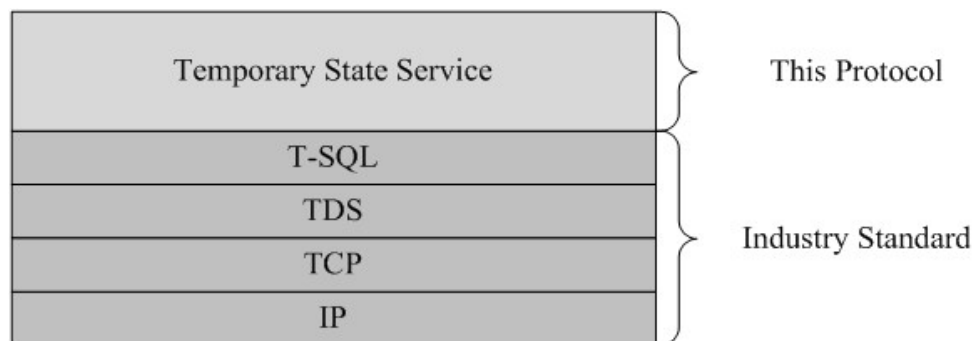 Temporary State Service
This Protocol
T-SQL
TDS
Industry Standard
TCP
IP